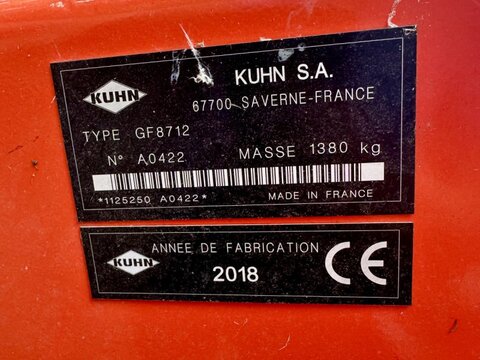 KUHN
KUHN S.A.
67700 SAVERNE-FRANCE
TYPE GF8712
N° A0422 MASSE 1380 kg
*1125250 A0422* MADE IN FRANCE
KUHN
ANNEE DE FABRICATION
2018
CE